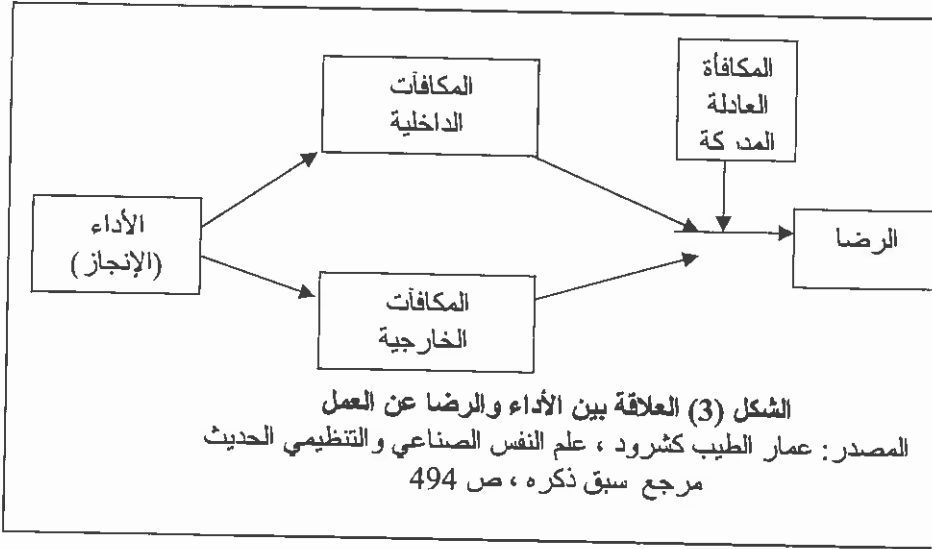 المكافآت
الداخلية
المكافأة
العادلة
المدركة
الأداء
(الإنجاز)
الرضا
المكافآت
الخارجية
الشكل (3) العلاقة بين الأداء والرضا عن العمل
المصدر: عمار الطيب كشرود ، علم النفس الصناعي والتنظيمي الحديث
مرجع سبق ذكره ، ص 494